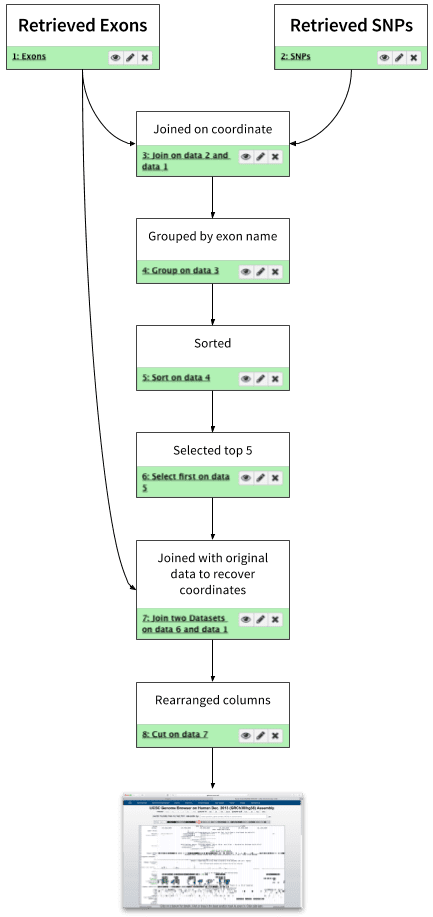 Retrieved Exons
1: Exons
Retrieved SNPs
2: SNPs
Joined on coordinate
3: Join on data 2 and
data 1
Grouped by exon name
4: Group on data 3
Sorted
5: Sort on data 4
Selected top 5
6: Select first on data
5
Joined with original
data to recover
coordinates
7: Join two Datasets
on data 6 and data 1
Rearranged columns
8: Cut on data 7
UCSC Genome Browser on Human Dec. 2013 (GRCh38/hg38) Assembly